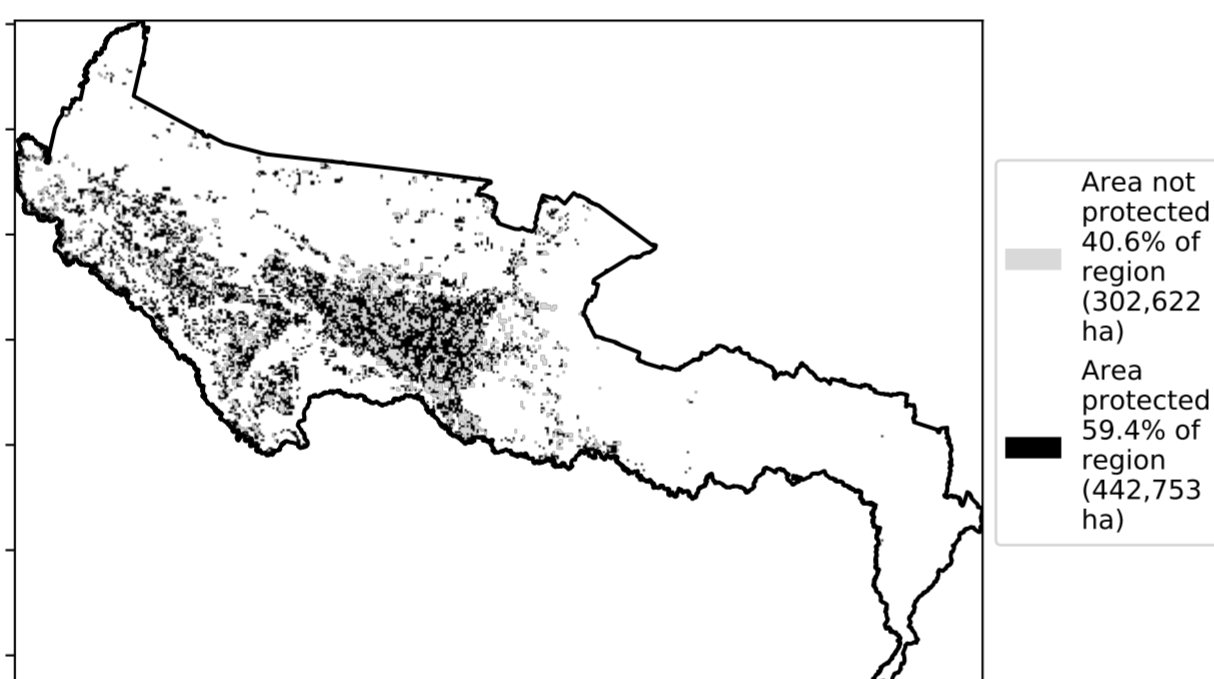 Area not
protected
40.6% of
region
(302,622
ha)
Area
protected
59.4% of
region
(442,753
ha)